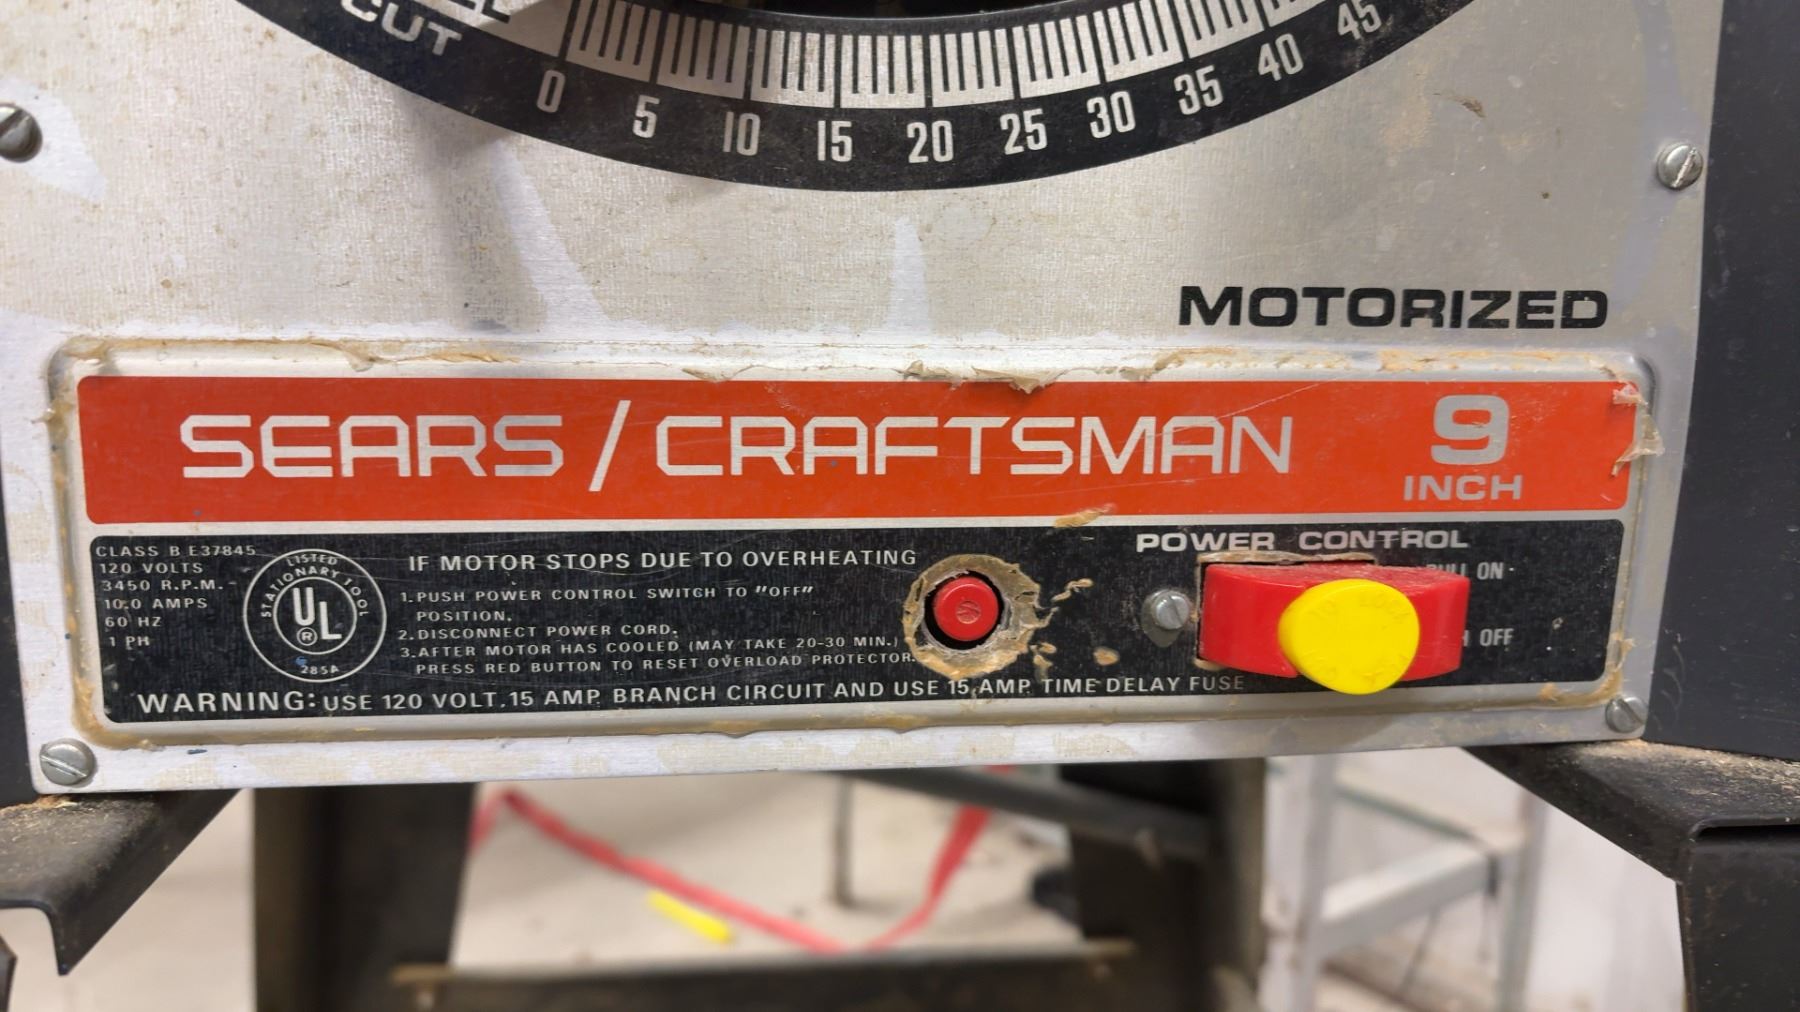 CUT
0 5 10 15 20 25 30 35 40 45
MOTORIZED
SEARS/CRAFTSMAN
9
INCH
CLASS B E37845
120 VOLTS
3450 R.P.M.
10.0 AMPS
60 HZ
1 PH
LISTED
STATIONARY TOOL
UL
®
285A
IF MOTOR STOPS DUE TO OVERHEATING
1. PUSH POWER CONTROL SWITCH TO "OFF"
POSITION.
2. DISCONNECT POWER CORD.
3. AFTER MOTOR HAS COOLED (MAY TAKE 20-30 MIN.)
PRESS RED BUTTON TO RESET OVERLOAD PROTECTOR.
POWER CONTROL
ON
OFF
TO LOCK
WARNING: USE 120 VOLT, 15 AMP. BRANCH CIRCUIT AND USE 15 AMP. TIME DELAY FUSE